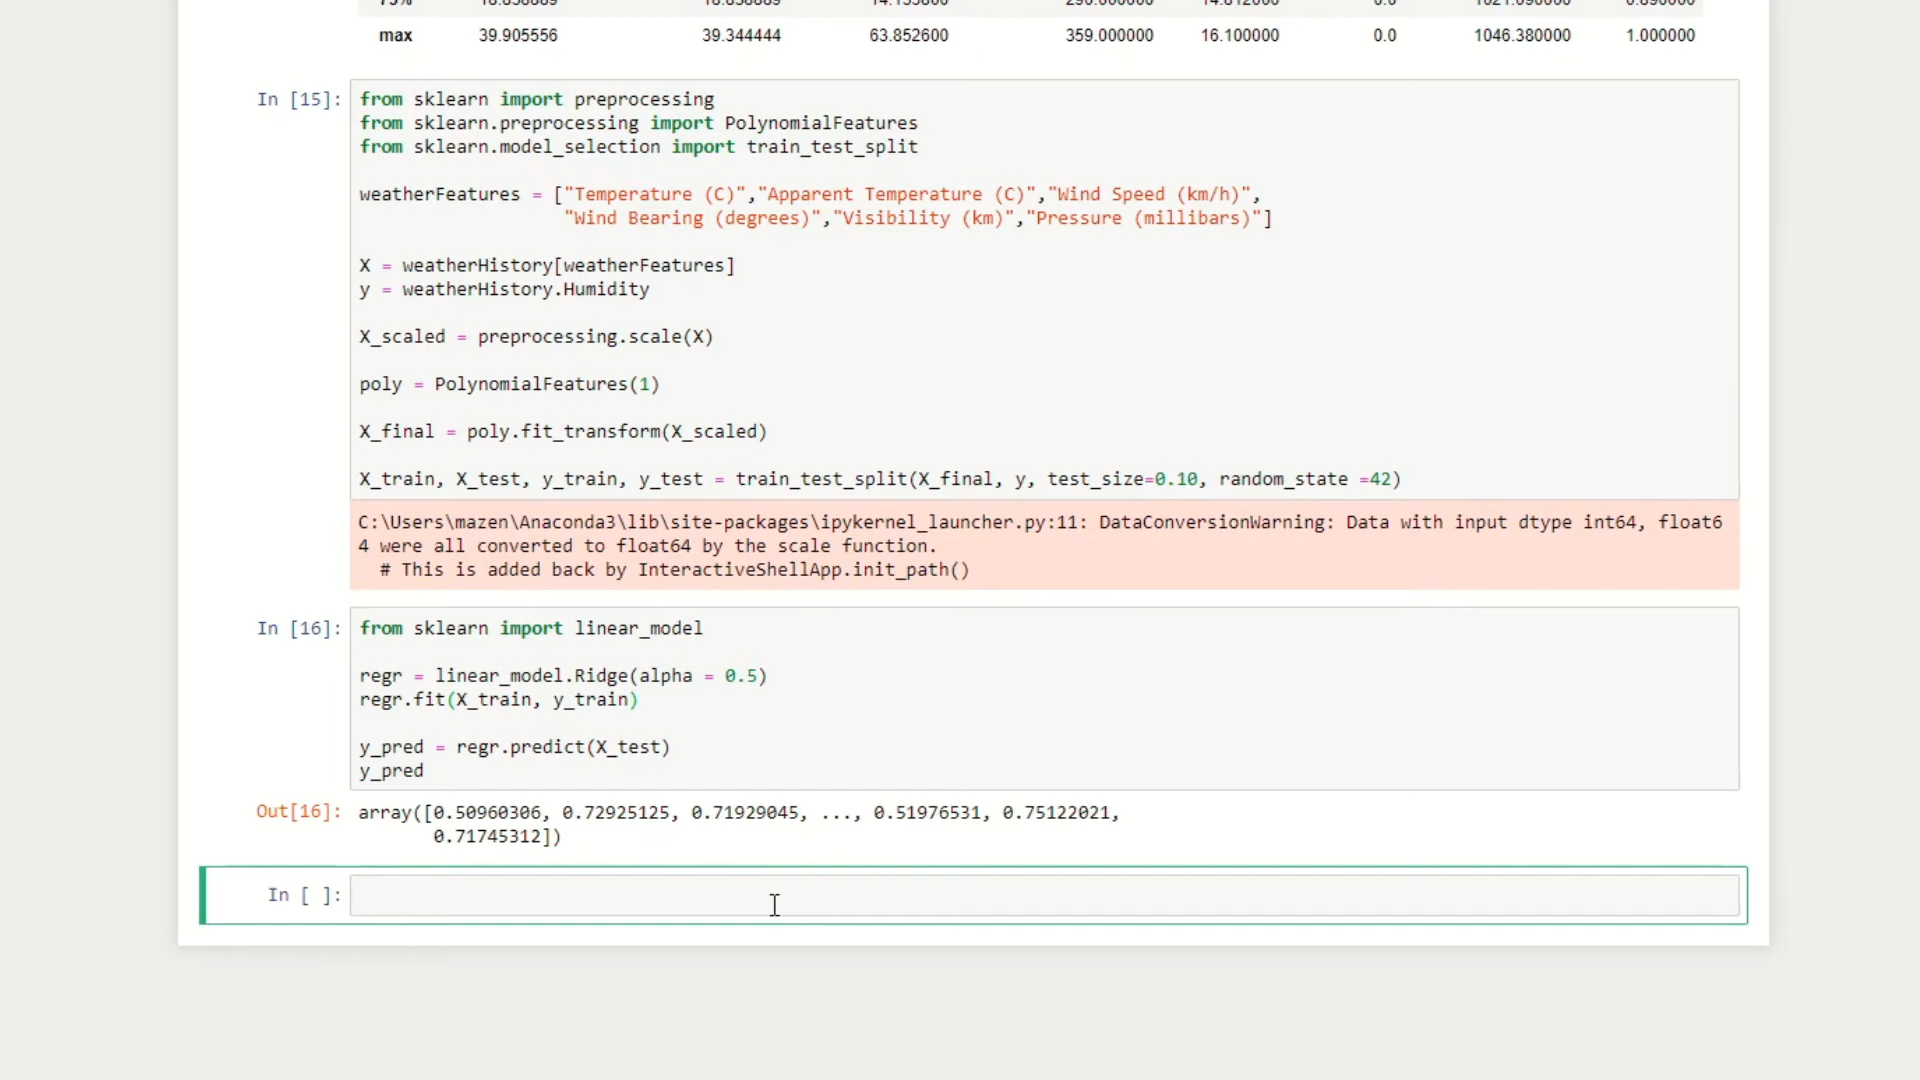 max 39.905556 39.344444 63.852600 359.000000 16.100000 0.0 1046.380000 1.000000
In [15]: from sklearn import preprocessing
from sklearn.preprocessing import PolynomialFeatures
from sklearn.model_selection import train_test_split
weatherFeatures = ["Temperature (C)","Apparent Temperature (C)","Wind Speed (km/h)",
"Wind Bearing (degrees)","Visibility (km)","Pressure (millibars)"]
X = weatherHistory[weatherFeatures]
y = weatherHistory.Humidity
X_scaled = preprocessing.scale(X)
poly = PolynomialFeatures(1)
X_final = poly.fit_transform(X_scaled)
X_train, X_test, y_train, y_test = train_test_split(X_final, y, test_size=0.10, random_state =42)
C:\Users\mazen\Anaconda3\lib\site-packages\ipykernel_launcher.py:11: DataConversionWarning: Data with input dtype int64, float6
4 were all converted to float64 by the scale function.
# This is added back by InteractiveShellApp.init_path()
In [16]: from sklearn import linear_model
regr = linear_model.Ridge(alpha = 0.5)
regr.fit(X_train, y_train)
y_pred = regr.predict(X_test)
y_pred
Out[16]: array([0.50960306, 0.72925125, 0.71929045, ..., 0.51976531, 0.75122021,
0.71745312])
In [ ]: